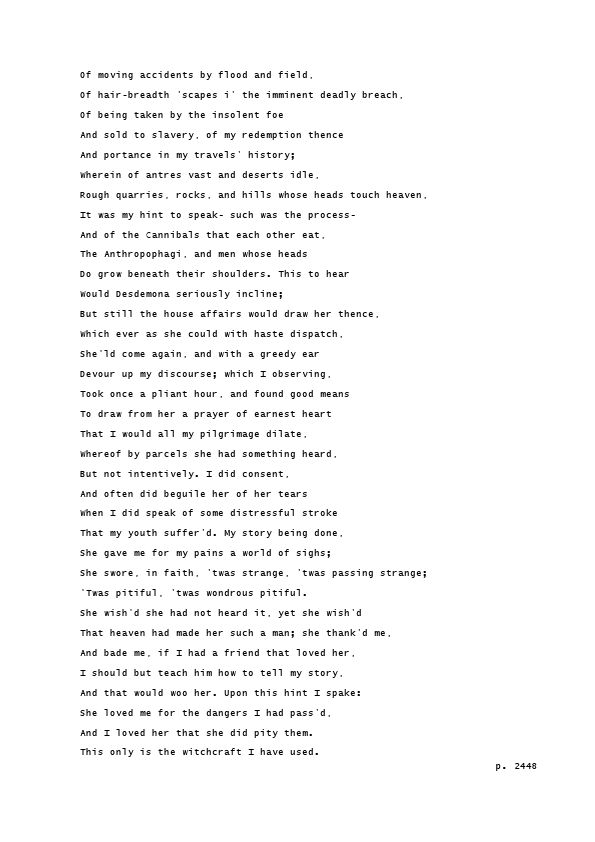 Of moving accidents by flood and field,
Of hair-breadth 'scapes i' the imminent deadly breach,
Of being taken by the insolent foe
And sold to slavery, of my redemption thence
And portance in my travels' history;
Wherein of antres vast and deserts idle,
Rough quarries, rocks, and hills whose heads touch heaven,
It was my hint to speak- such was the process-
And of the Cannibals that each other eat,
The Anthropophagi, and men whose heads
Do grow beneath their shoulders. This to hear
Would Desdemona seriously incline;
But still the house affairs would draw her thence,
Which ever as she could with haste dispatch,
She'ld come again, and with a greedy ear
Devour up my discourse; which I observing,
Took once a pliant hour, and found good means
To draw from her a prayer of earnest heart
That I would all my pilgrimage dilate,
Whereof by parcels she had something heard,
But not intentively. I did consent,
And often did beguile her of her tears
When I did speak of some distressful stroke
That my youth suffer'd. My story being done,
She gave me for my pains a world of sighs;
She swore, in faith, 'twas strange, 'twas passing strange;
'Twas pitiful, 'twas wondrous pitiful.
She wish'd she had not heard it, yet she wish'd
That heaven had made her such a man; she thank'd me,
And bade me, if I had a friend that loved her,
I should but teach him how to tell my story,
And that would woo her. Upon this hint I spake:
She loved me for the dangers I had pass'd,
And I loved her that she did pity them.
This only is the witchcraft I have used.
p. 2448